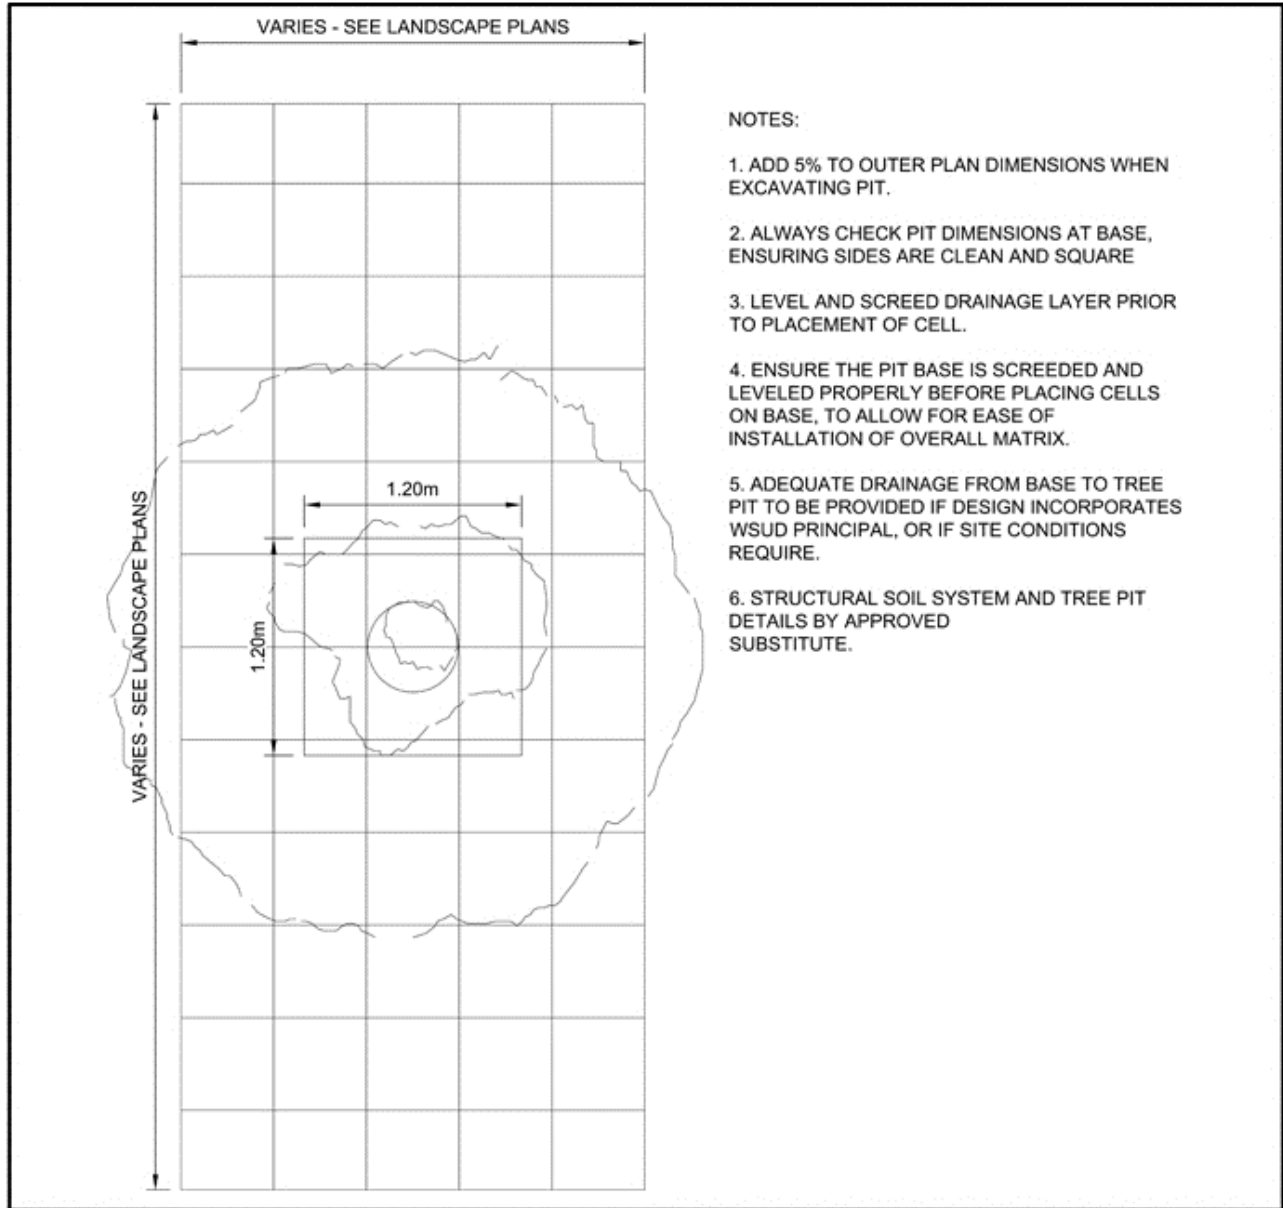 VARIES - SEE LANDSCAPE PLANS
NOTES:
1. ADD 5% TO OUTER PLAN DIMENSIONS WHEN
EXCAVATING PIT.
2. ALWAYS CHECK PIT DIMENSIONS AT BASE,
ENSURING SIDES ARE CLEAN AND SQUARE
3. LEVEL AND SCREED DRAINAGE LAYER PRIOR
TO PLACEMENT OF CELL.
4. ENSURE THE PIT BASE IS SCREEDED AND
LEVELED PROPERLY BEFORE PLACING CELLS
ON BASE, TO ALLOW FOR EASE OF
INSTALLATION OF OVERALL MATRIX.
5. ADEQUATE DRAINAGE FROM BASE TO TREE
PIT TO BE PROVIDED IF DESIGN INCORPORATES
WSUD PRINCIPAL, OR IF SITE CONDITIONS
REQUIRE.
6. STRUCTURAL SOIL SYSTEM AND TREE PIT
DETAILS BY APPROVED
SUBSTITUTE.
1.20m
1.20m
VARIES - SEE LANDSCAPE PLANS